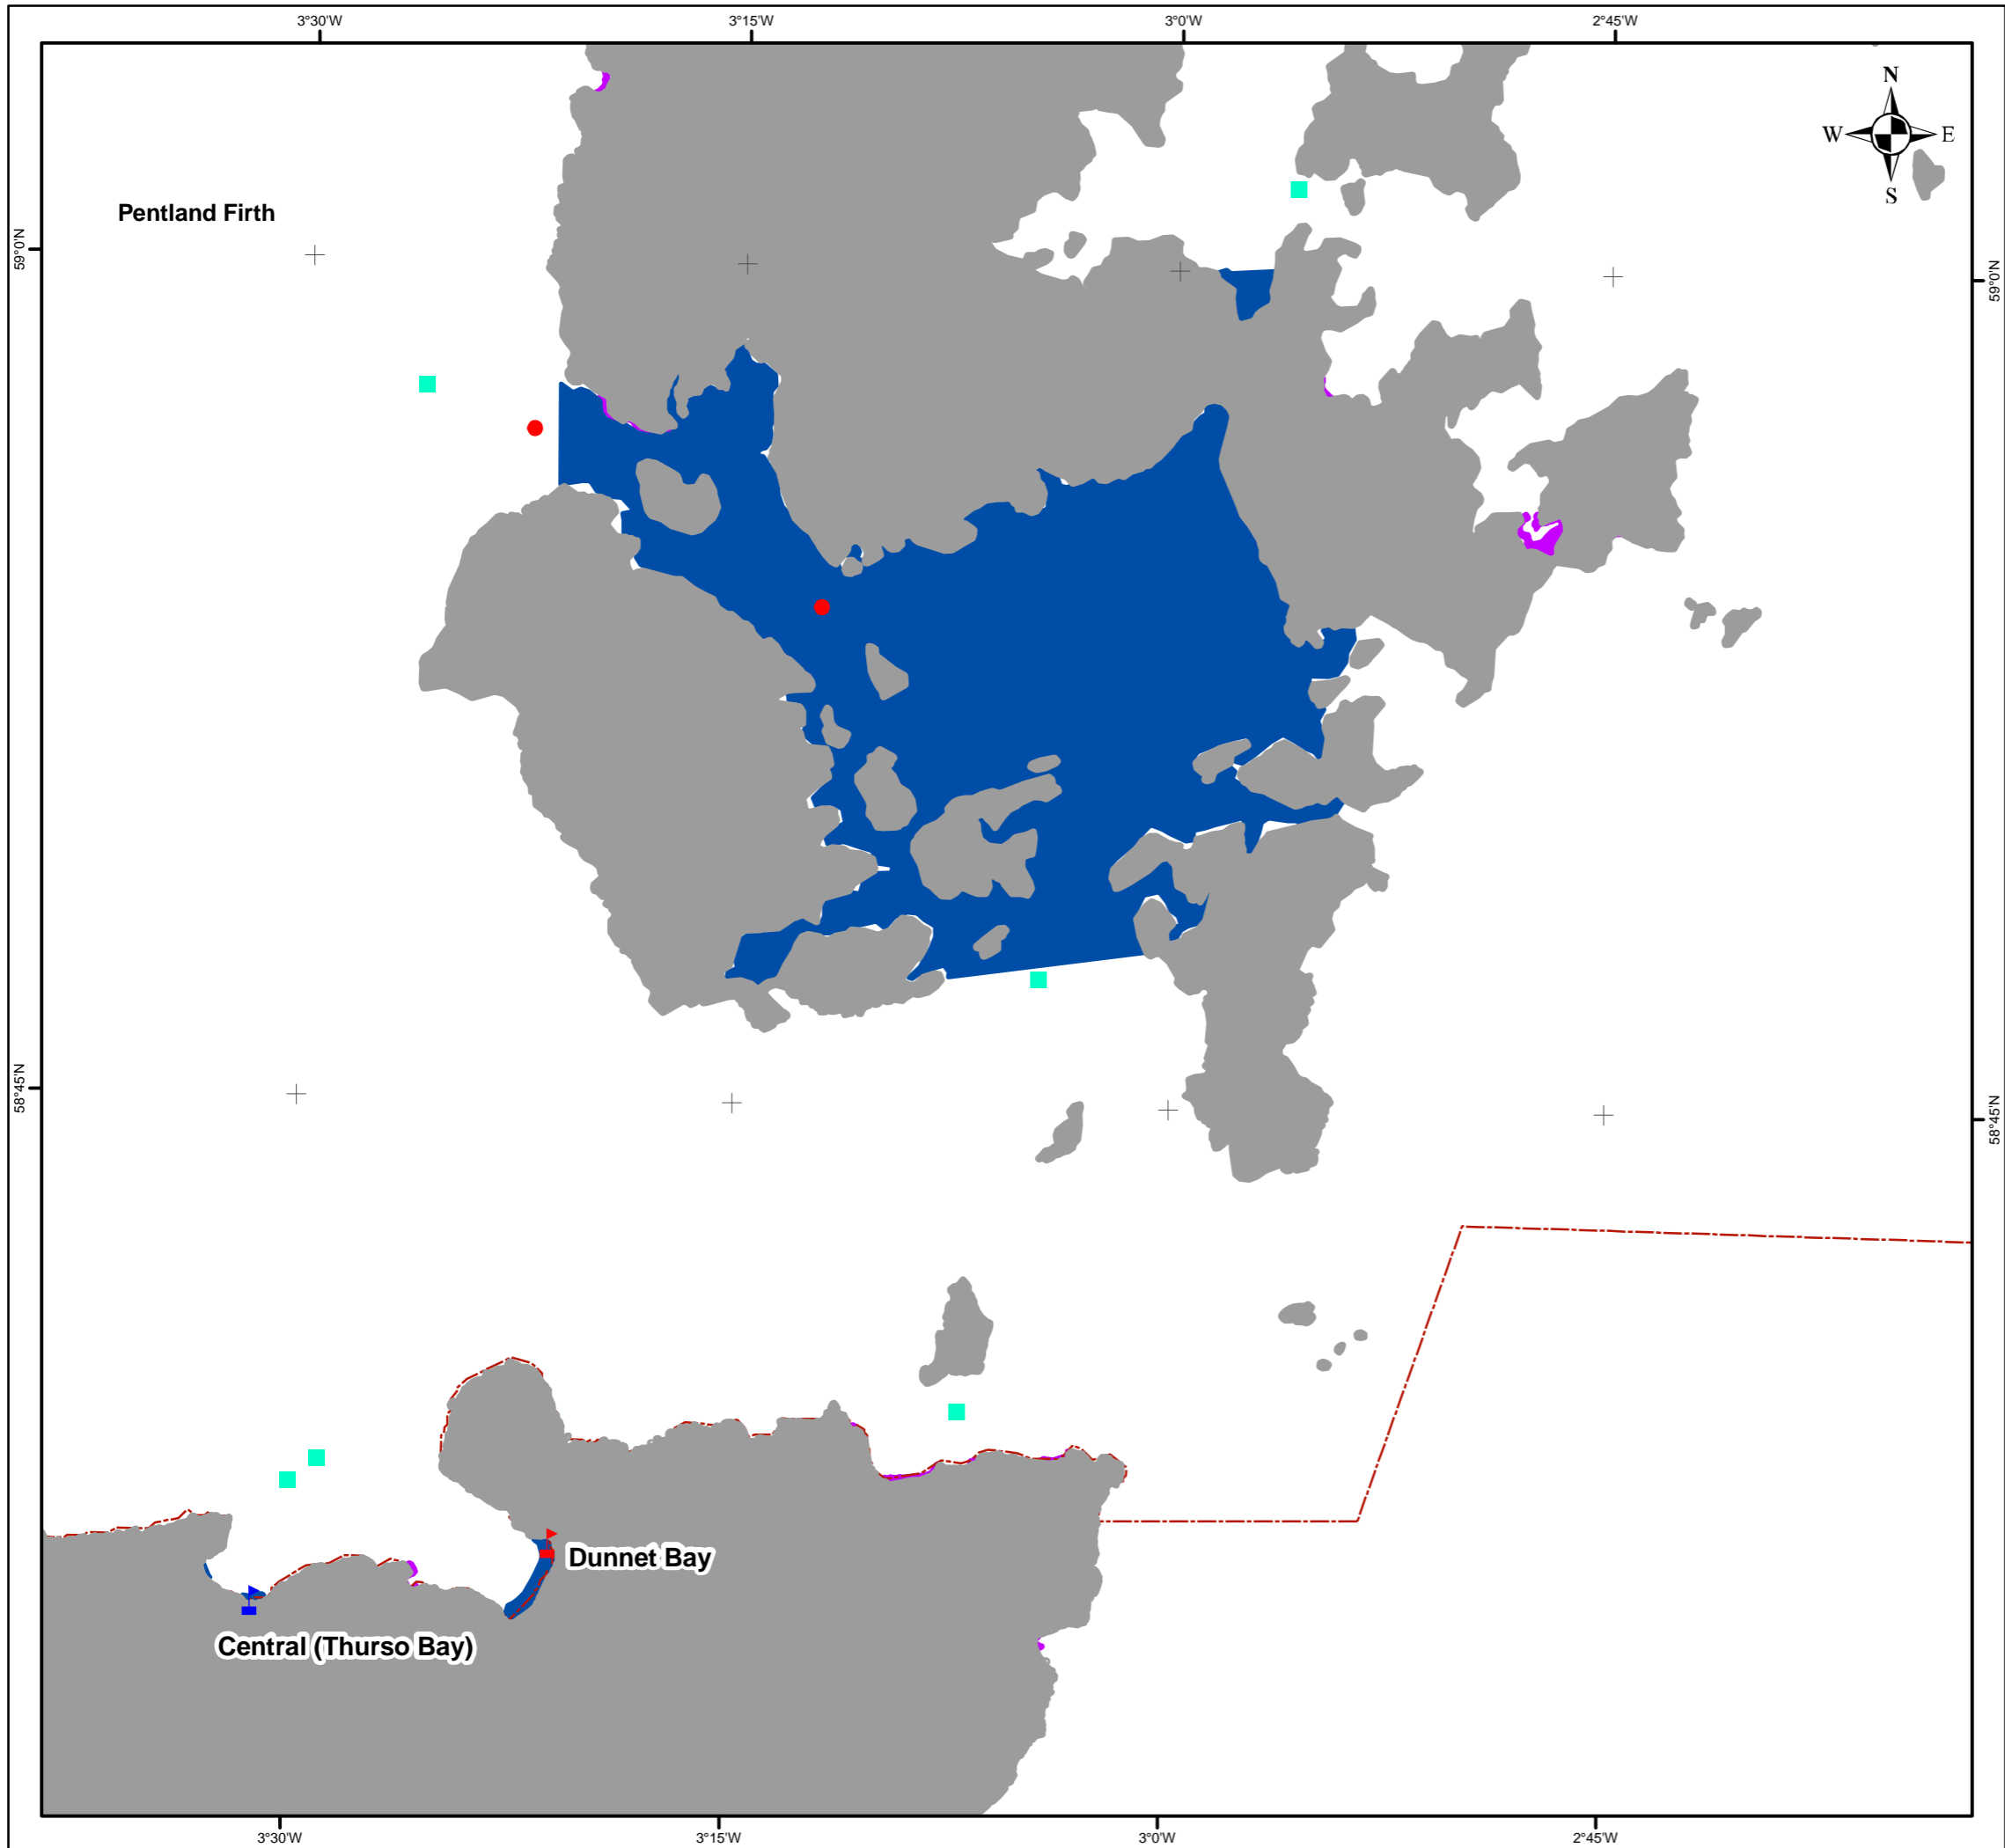 3°30'W
3°15'W
3°0'W
2°45'W
N
W
E
S
Pentland Firth
59°0'N
59°0'N
58°45'N
58°45'N
Dunnet Bay
Central (Thurso Bay)
3°30'W
3°15'W
3°0'W
2°45'W